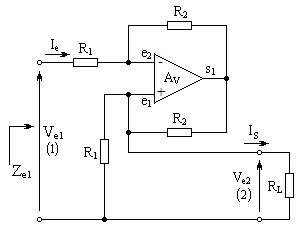 R2
Ie
R1
e2
-
s1
AV
+
e1
R2
IS
R1
Ve1
(1)
Ze1
Ve2
(2)
RL